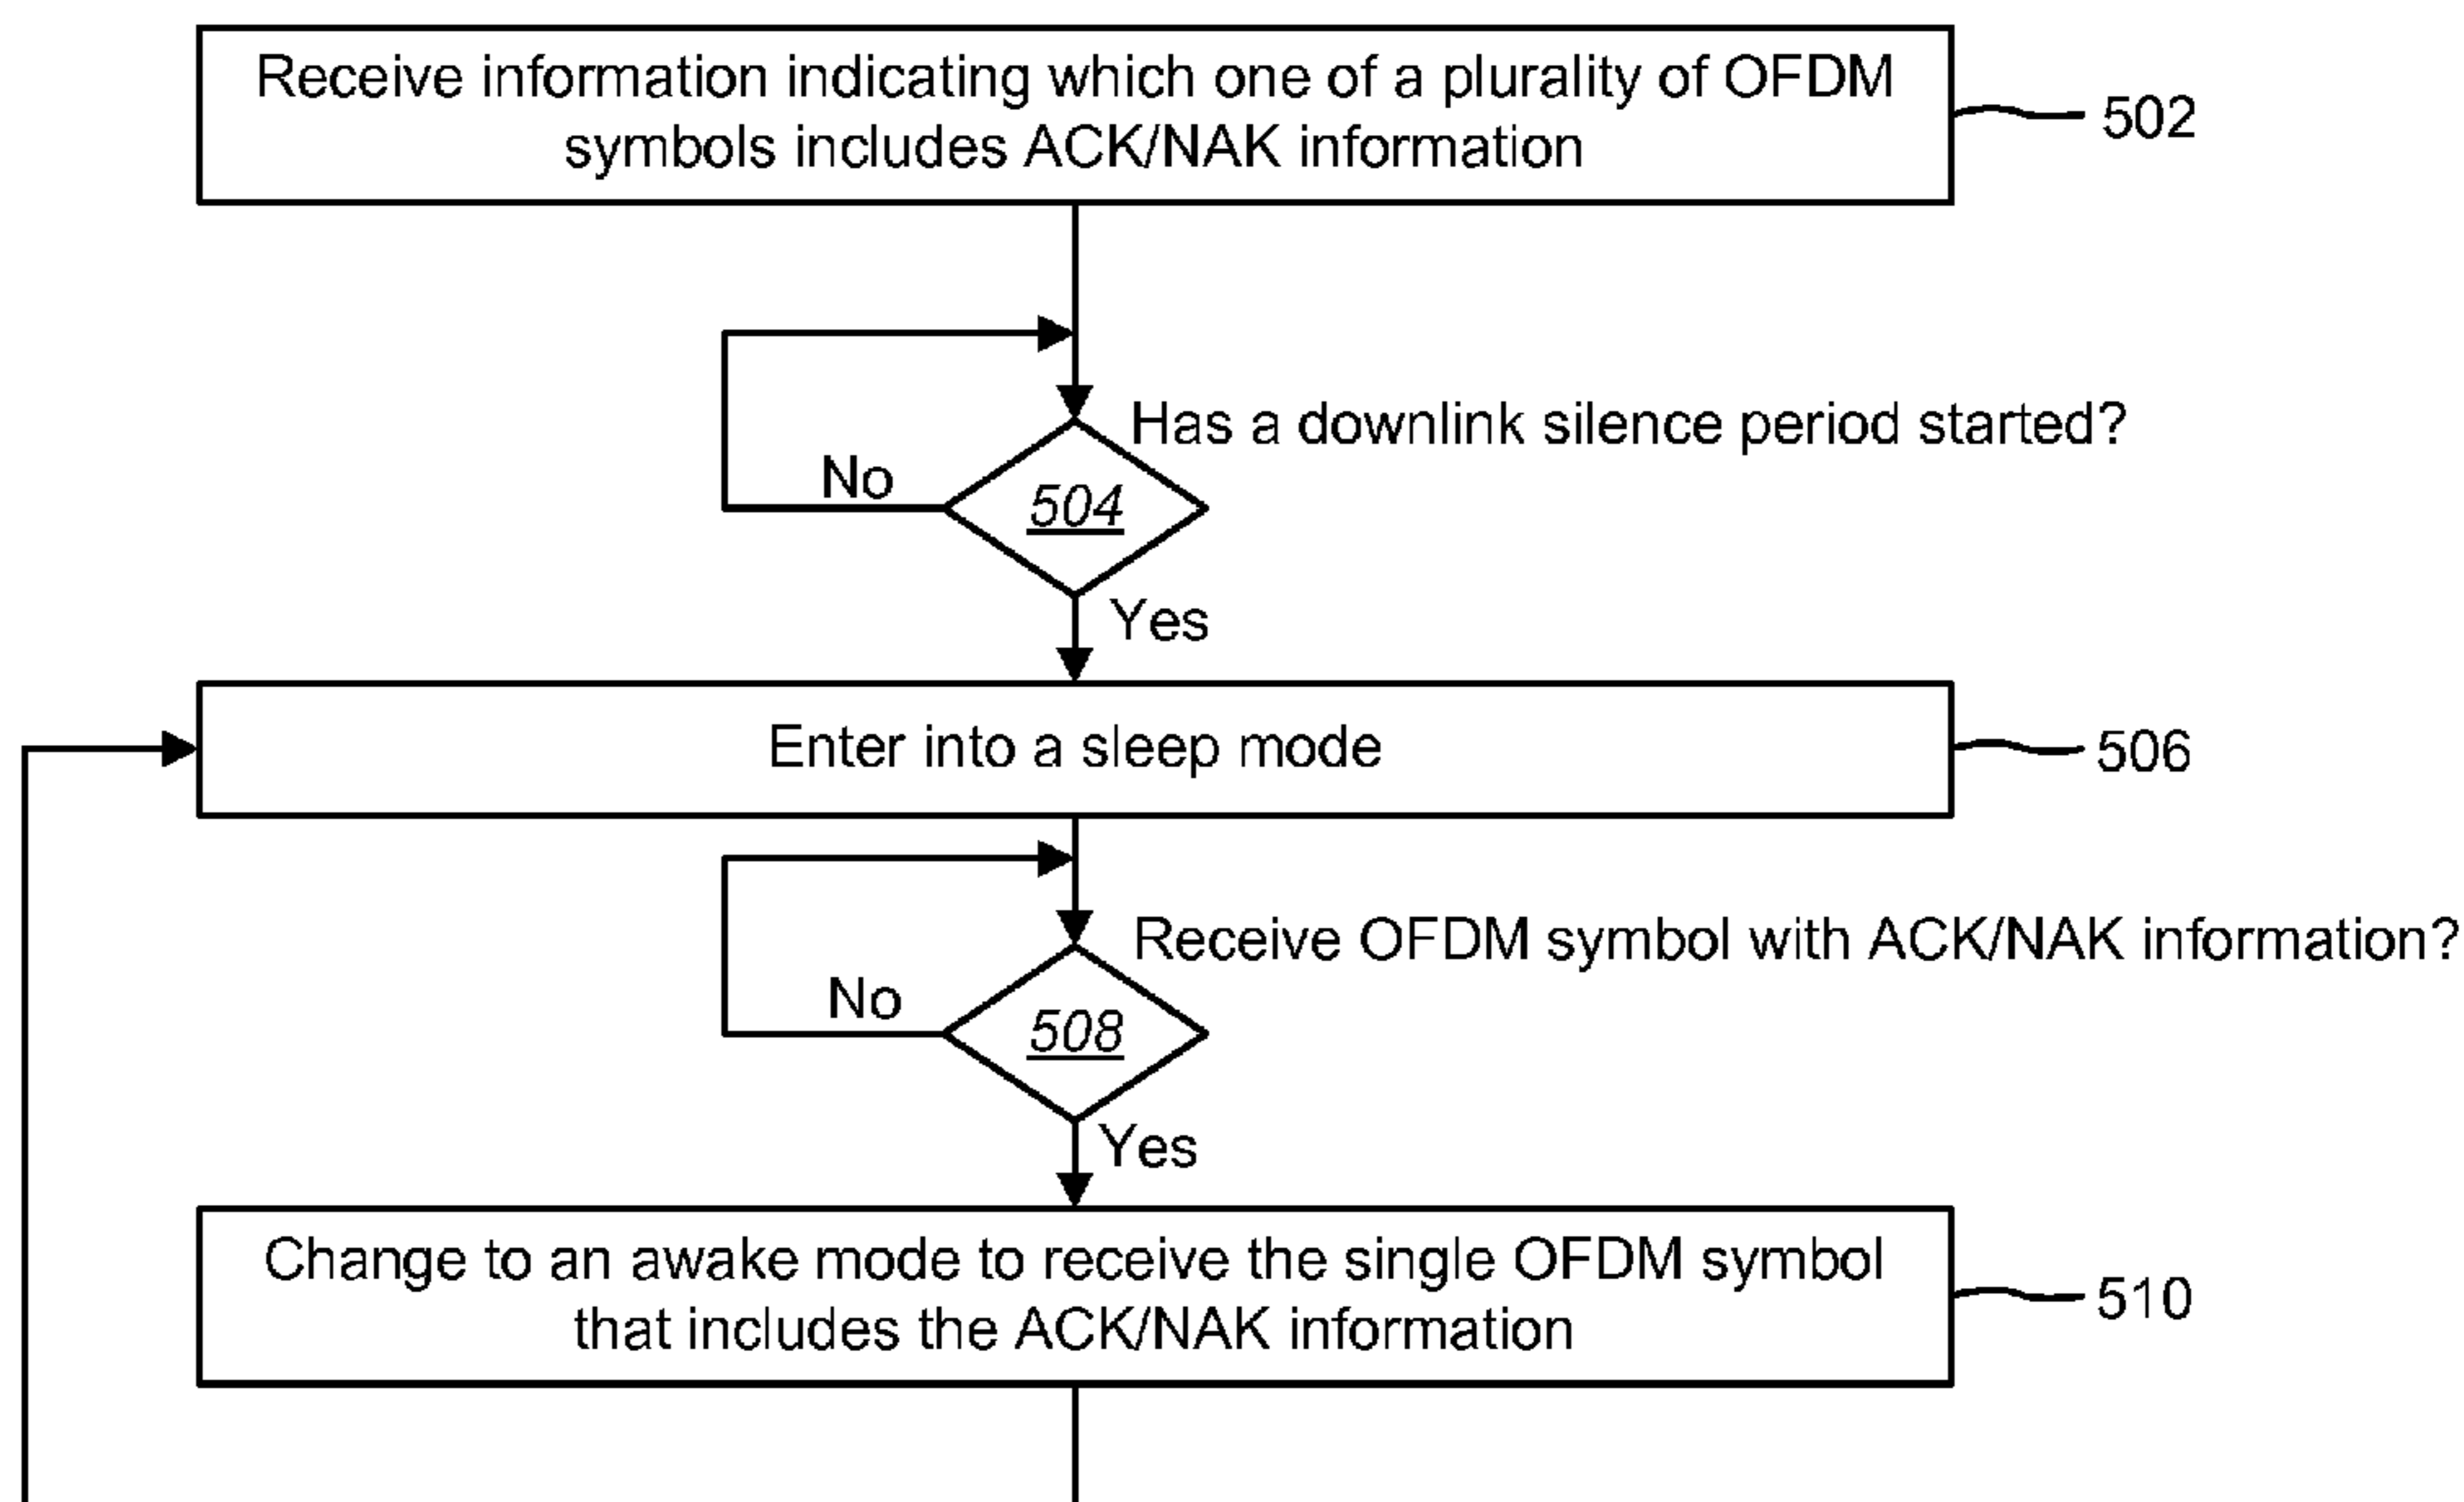 Receive information indicating which one of a plurality of OFDM
symbols includes ACK/NAK information
502
Has a downlink silence period started?
No
504
Yes
Enter into a sleep mode
506
Receive OFDM symbol with ACK/NAK information?
No
508
Yes
Change to an awake mode to receive the single OFDM symbol
that includes the ACK/NAK information
510